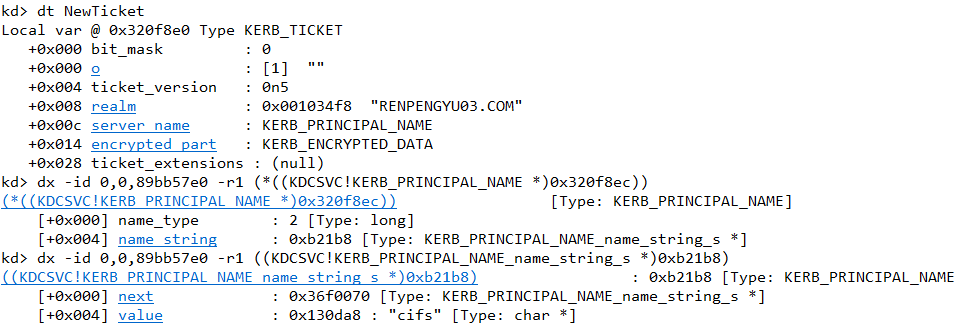 kd> dt NewTicket
Local var @ 0x320f8e0 Type KERB_TICKET
   +0x000 bit_mask         : 0
   +0x000 o                : [1]  ""
   +0x004 ticket_version   : 0n5
   +0x008 realm            : 0x001034f8  "RENPENGYU03.COM"
   +0x00c server_name      : KERB_PRINCIPAL_NAME
   +0x014 encrypted_part   : KERB_ENCRYPTED_DATA
   +0x028 ticket_extensions : (null)
kd> dx -id 0,0,89bb57e0 -r1 (*((KDCSVC!KERB_PRINCIPAL_NAME *)0x320f8ec))
(*((KDCSVC!KERB_PRINCIPAL_NAME *)0x320f8ec))                 [Type: KERB_PRINCIPAL_NAME]
    [+0x000] name_type        : 2 [Type: long]
    [+0x004] name_string      : 0xb21b8 [Type: KERB_PRINCIPAL_NAME_name_string_s *]
kd> dx -id 0,0,89bb57e0 -r1 ((KDCSVC!KERB_PRINCIPAL_NAME_name_string_s *)0xb21b8)
((KDCSVC!KERB_PRINCIPAL_NAME_name_string_s *)0xb21b8)                 : 0xb21b8 [Type: KERB_PRINCIPAL_NAME
    [+0x000] next             : 0x36f0070 [Type: KERB_PRINCIPAL_NAME_name_string_s *]
    [+0x004] value            : 0x130da8 : "cifs" [Type: char *]